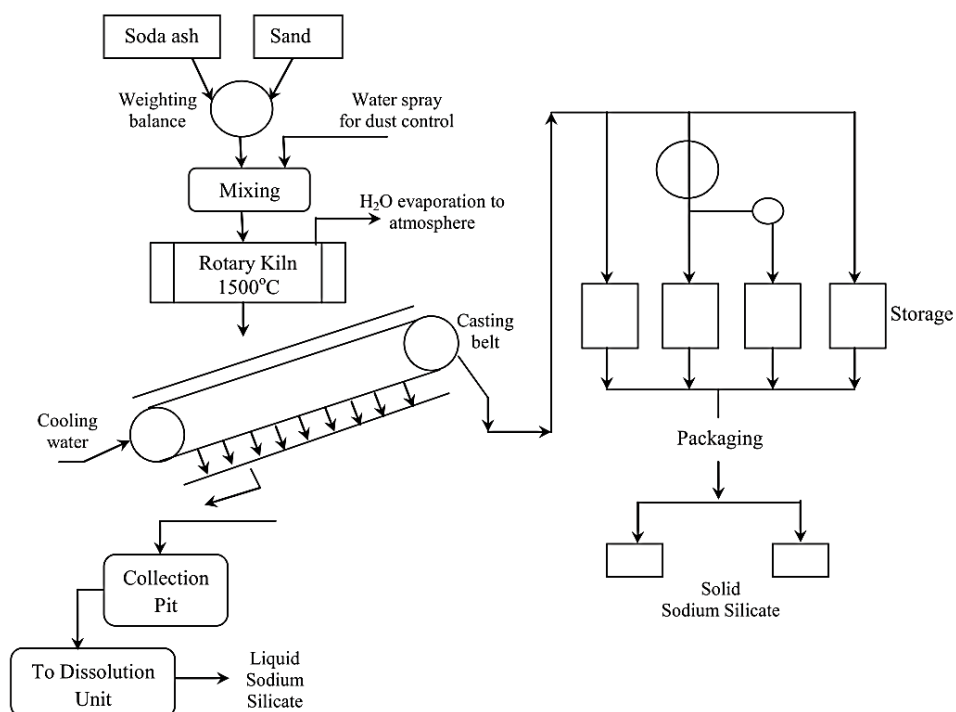 Soda ash
Sand
Weighting
balance
Water spray
for dust control
Mixing
H₂O evaporation to
atmosphere
Rotary Kiln
1500°C
Casting
belt
Storage
Cooling
water
Packaging
Collection
Pit
Solid
Sodium Silicate
To Dissolution
Unit
Liquid
Sodium
Silicate